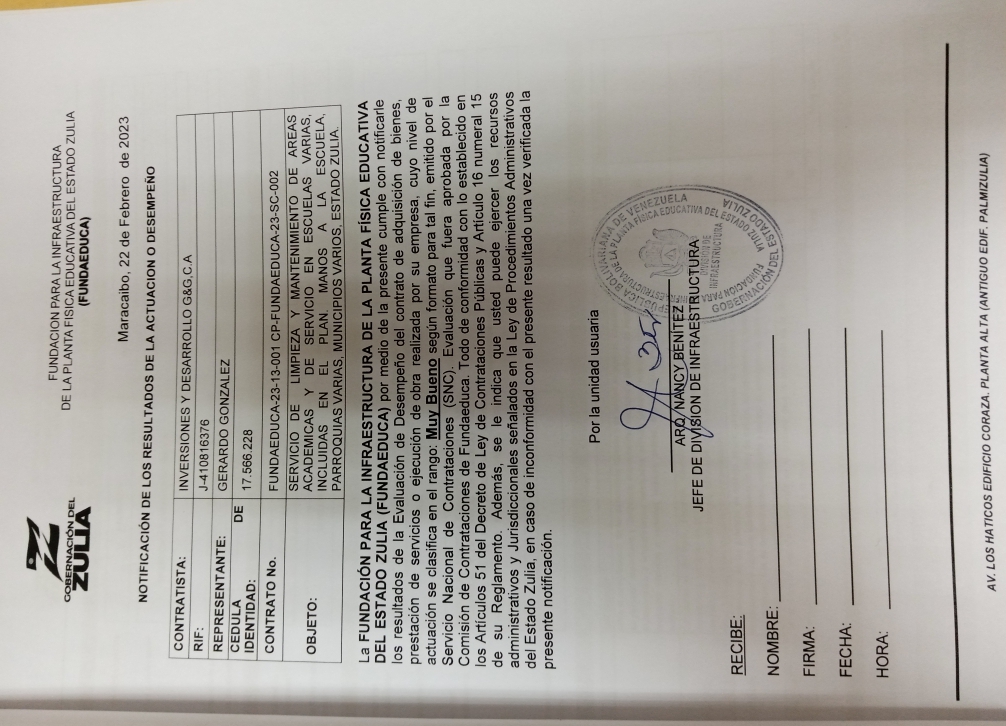 GOBERNACIÓN DEL
ZULIA
FUNDACION PARA LA INFRAESTRUCTURA
DE LA PLANTA FISICA EDUCATIVA DEL ESTADO ZULIA
(FUNDAEDUCA)
Maracaibo, 22 de Febrero de 2023
NOTIFICACIÓN DE LOS RESULTADOS DE LA ACTUACION O DESEMPEÑO
CONTRATISTA: INVERSIONES Y DESARROLLO G&G,C.A
RIF: J-410816376
REPRESENTANTE: GERARDO GONZALEZ
CEDULA DE
IDENTIDAD: 17.566.228
CONTRATO No. FUNDAEDUCA-23-13-001 CP-FUNDAEDUCA-23-SC-002
OBJETO: SERVICIO DE LIMPIEZA Y MANTENIMIENTO DE AREAS
ACADEMICAS Y DE SERVICIO EN ESCUELAS VARIAS,
INCLUIDAS EN EL PLAN, MANOS A LA ESCUELA,
PARROQUIAS VARIAS, MUNICIPIOS VARIOS, ESTADO ZULIA.
La FUNDACIÓN PARA LA INFRAESTRUCTURA DE LA PLANTA FÍSICA EDUCATIVA
DEL ESTADO ZULIA (FUNDAEDUCA) por medio de la presente cumple con notificarle
los resultados de la Evaluación de Desempeño del contrato de adquisición de bienes,
prestación de servicios o ejecución de obra realizada por su empresa, cuyo nivel de
actuación se clasifica en el rango: Muy Bueno según formato para tal fin, emitido por el
Servicio Nacional de Contrataciones (SNC). Evaluación que fuera aprobada por la
Comisión de Contrataciones de Fundaeduca. Todo de conformidad con lo establecido en
los Artículos 51 del Decreto de Ley de Contrataciones Públicas y Artículo 16 numeral 15
de su Reglamento. Además, se le indica que usted puede ejercer los recursos
administrativos y Jurisdiccionales señalados en la Ley de Procedimientos Administrativos
del Estado Zulia, en caso de inconformidad con el presente resultado una vez verificada la
presente notificación.
Por la unidad usuaria
REPÚBLICA BOLIVARIANA DE VENEZUELA
GOBERNACIÓN DEL ESTADO ZULIA
FUNDACIÓN PARA LA INFRAESTRUCTURA DE LA PLANTA FÍSICA EDUCATIVA DEL ESTADO ZULIA
DIVISIÓN DE
INFRAESTRUCTURA
ARQ. NANCY BENÍTEZ
JEFE DE DIVISIÓN DE INFRAESTRUCTURA
RECIBE:
NOMBRE:
FIRMA:
FECHA:
HORA:
AV. LOS HATICOS EDIFICIO CORAZA. PLANTA ALTA (ANTIGUO EDIF. PALMIZULIA)